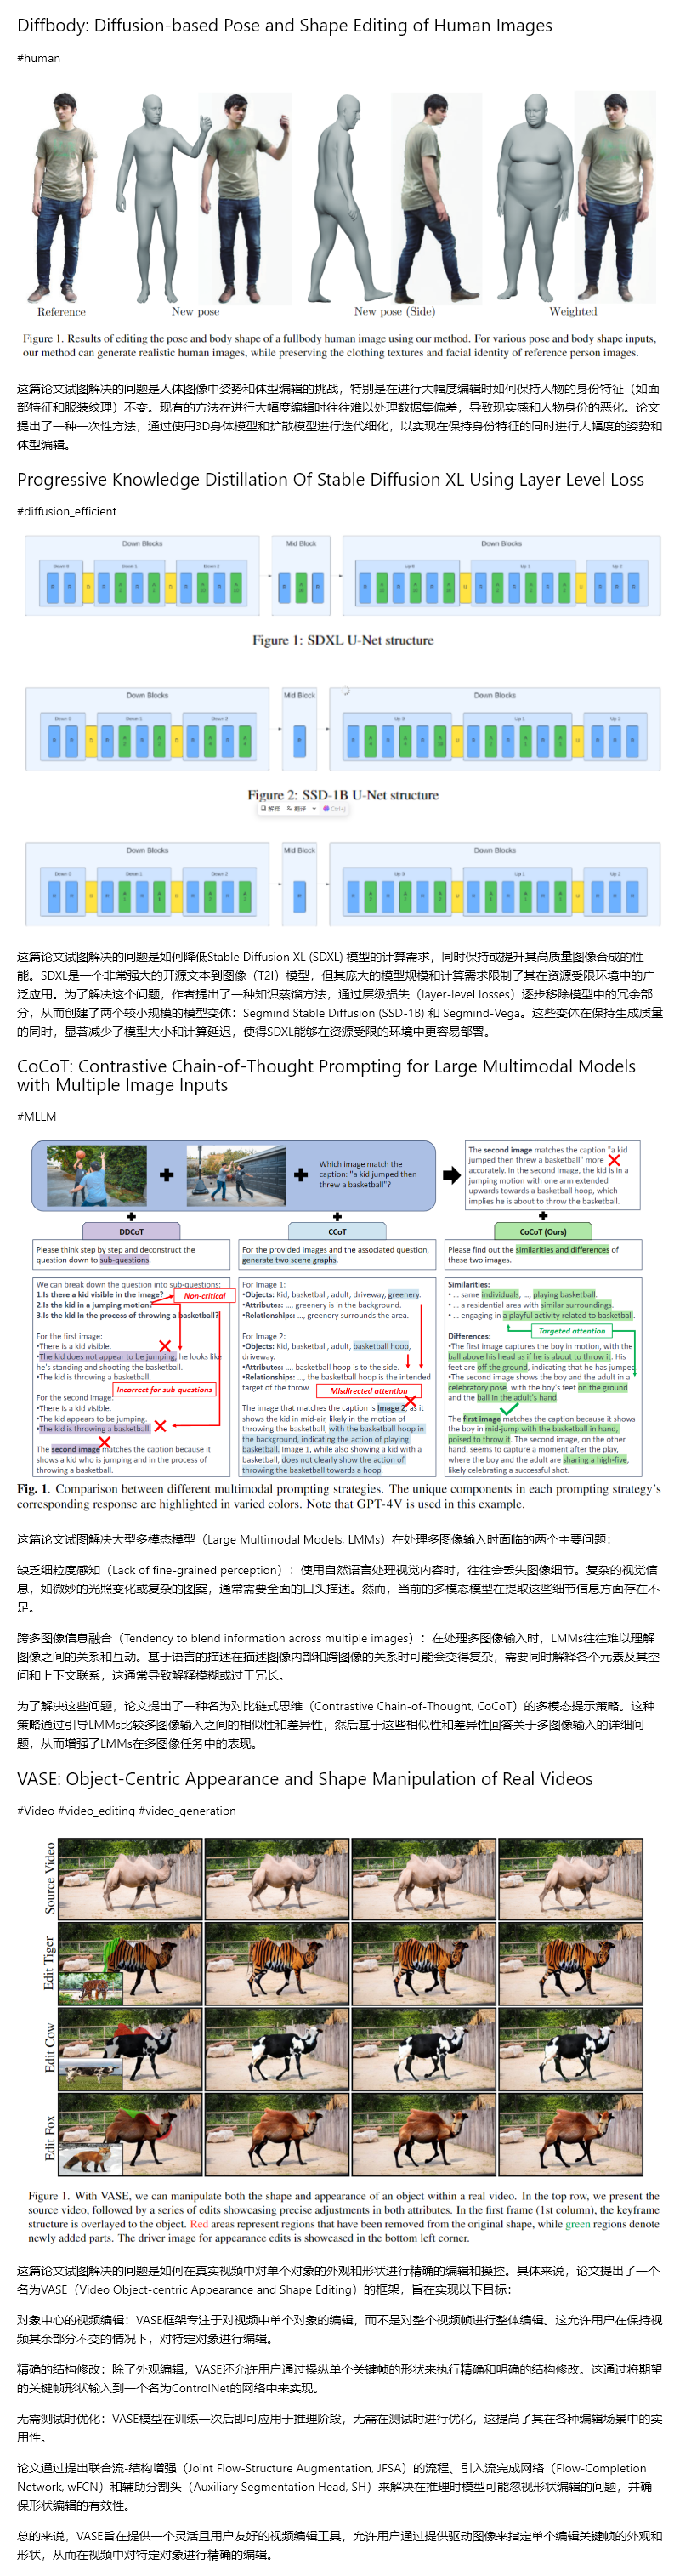 Diffbody: Diffusion-based Pose and Shape Editing of Human Images
#human
Reference
New pose
New pose (Side)
Weighted
Figure 1. Results of editing the pose and body shape of a fullbody human image using our method. For various pose and body shape inputs,
our method can generate realistic human images, while preserving the clothing textures and facial identity of reference person images.
这篇论文试图解决的问题是人体图像中姿势和体型编辑的挑战，特别是在进行大幅度编辑时如何保持人物的身份特征（如面
部特征和服装纹理）不变。现有的方法在进行大幅度编辑时往往难以处理数据集偏差，导致现实感和人物身份的恶化。论文
提出了一种一次性方法，通过使用3D身体模型和扩散模型进行迭代细化，以实现在保持身份特征的同时进行大幅度的姿势和
体型编辑。
Progressive Knowledge Distillation Of Stable Diffusion XL Using Layer Level Loss
#diffusion_efficient
Down Blocks
Mid Block
Down Blocks
Down 0
Down 1
Down 2
Up 0
Up 1
Up 2
Figure 1: SDXL U-Net structure
Down Blocks
Mid Block
Down Blocks
Down 0
Down 1
Down 2
Up 0
Up 1
Up 2
Figure 2: SSD-1B U-Net structure
解释 翻译 Ctrl+J
Down Blocks
Mid Block
Down Blocks
Down 0
Down 1
Down 2
Up 0
Up 1
Up 2
这篇论文试图解决的问题是如何降低Stable Diffusion XL (SDXL) 模型的计算需求，同时保持或提升其高质量图像合成的性
能。SDXL是一个非常强大的开源文本到图像（T2I）模型，但其庞大的模型规模和计算需求限制了其在资源受限环境中的广
泛应用。为了解决这个问题，作者提出了一种知识蒸馏方法，通过层级损失（layer-level losses）逐步移除模型中的冗余部
分，从而创建了两个较小规模的模型变体：Segmind Stable Diffusion (SSD-1B) 和 Segmind-Vega。这些变体在保持生成质量
的同时，显著减少了模型大小和计算延迟，使得SDXL能够在资源受限的环境中更容易部署。
CoCoT: Contrastive Chain-of-Thought Prompting for Large Multimodal Models
with Multiple Image Inputs
#MLLM
Which image match the
caption: "a kid jumped then
threw a basketball"?
The second image matches the caption "a kid
jumped then threw a basketball" more
accurately. In the second image, the kid is in a
jumping motion with one arm extended
upwards towards a basketball hoop, which
implies he is about to throw the basketball.
DDCoT
CCoT
CoCoT (Ours)
Please think step by step and deconstruct the
question down to sub-questions.
For the provided images and the associated question,
generate two scene graphs.
Please find out the similarities and differences of
these two images.
We can break down the question into sub-questions:
1.Is there a kid visible in the image?
2.Is the kid in a jumping motion?
3.Is the kid in the process of throwing a basketball?
Non-critical
For the first image:
•There is a kid visible.
•The kid does not appear to be jumping; he looks like
he's starting and shooting the basketball.
•The kid is throwing a basketball.
Incorrect for sub-questions
For the second image:
•There is a kid visible.
•The kid appears to be jumping.
•The kid is throwing a basketball.
The second image matches the caption because it
shows a kid who is jumping and in the process of
throwing a basketball.
For Image 1:
•Objects: Kid, basketball, adult, driveway, greenery.
•Attributes: ..., greenery is in the background.
•Relationships: ..., greenery surrounds the area.
For Image 2:
•Objects: Kid, basketball, adult, basketball hoop,
driveway.
•Attributes: ..., basketball hoop is to the side.
•Relationships: ..., the basketball hoop is the intended
target of the throw.
Misdirected attention
The image that matches the caption is Image 2, as it
shows the kid in mid-air, likely in the motion of
throwing the basketball, with the basketball hoop in
the background, indicating the action of playing
basketball. Image 1, while also showing a kid with a
basketball, does not clearly show the action of
throwing the basketball towards a hoop.
Similarities:
• ... same individuals, ..., playing basketball.
• ... a residential area with similar surroundings.
• ... engaging in a playful activity related to basketball.
Targeted attention
Differences:
•The first image captures the boy in motion, with the
ball above his head as if he is about to throw it. His
feet are off the ground, indicating that he has jumped.
•The second image shows the boy and the adult in a
celebratory pose, with the boy's feet on the ground
and the ball in the adult's hand.
The first image matches the caption because it shows
the boy in mid-jump with the basketball in hand,
poised to throw it. The second image, on the other
hand, seems to capture a moment after the play,
where the boy and the adult are sharing a high-five,
likely celebrating a successful shot.
Fig. 1. Comparison between different multimodal prompting strategies. The unique components in each prompting strategy's
corresponding response are highlighted in varied colors. Note that GPT-4V is used in this example.
这篇论文试图解决大型多模态模型（Large Multimodal Models, LMMs）在处理多图像输入时面临的两个主要问题：
缺乏细粒度感知（Lack of fine-grained perception）：使用自然语言处理视觉内容时，往往会丢失图像细节。复杂的视觉信
息，如微妙的光照变化或复杂的图案，通常需要全面的口头描述。然而，当前的多模态模型在提取这些细节信息方面存在不
足。
跨多图像信息融合（Tendency to blend information across multiple images）：在处理多图像输入时，LMMs往往难以理解
图像之间的关系和互动。基于语言的描述在描述图像内部和跨图像的关系时可能会变得复杂，需要同时解释各个元素及其空
间和上下文联系，这通常导致解释模糊或过于冗长。
为了解决这些问题，论文提出了一种名为对比链式思维（Contrastive Chain-of-Thought, CoCoT）的多模态提示策略。这种
策略通过引导LMMs比较多图像输入之间的相似性和差异性，然后基于这些相似性和差异性回答关于多图像输入的详细问
题，从而增强了LMMs在多图像任务中的表现。
VASE: Object-Centric Appearance and Shape Manipulation of Real Videos
#Video #video_editing #video_generation
Source Video
Edit Tiger
Edit Cow
Edit Fox
Figure 1. With VASE, we can manipulate both the shape and appearance of an object within a real video. In the top row, we present the
source video, followed by a series of edits showcasing precise adjustments in both attributes. In the first frame (1st column), the keyframe
structure is overlayed to the object. Red areas represent regions that have been removed from the original shape, while green regions denote
newly added parts. The driver image for appearance edits is showcased in the bottom left corner.
这篇论文试图解决的问题是如何在真实视频中对单个对象的外观和形状进行精确的编辑和操控。具体来说，论文提出了一个
名为VASE（Video Object-centric Appearance and Shape Editing）的框架，旨在实现以下目标：
对象中心的视频编辑：VASE框架专注于对视频中单个对象的编辑，而不是对整个视频帧进行整体编辑。这允许用户在保持视
频其余部分不变的情况下，对特定对象进行编辑。
精确的结构修改：除了外观编辑，VASE还允许用户通过操纵单个关键帧的形状来执行精确和明确的结构修改。这通过将期望
的关键帧形状输入到一个名为ControlNet的网络中来实现。
无需测试时优化：VASE模型在训练一次后即可应用于推理阶段，无需在测试时进行优化，这提高了其在各种编辑场景中的实
用性。
论文通过提出联合流-结构增强（Joint Flow-Structure Augmentation, JFSA）的流程、引入流完成网络（Flow-Completion
Network, wFCN）和辅助分割头（Auxiliary Segmentation Head, SH）来解决在推理时模型可能忽视形状编辑的问题，并确
保形状编辑的有效性。
总的来说，VASE旨在提供一个灵活且用户友好的视频编辑工具，允许用户通过提供驱动图像来指定单个编辑关键帧的外观和
形状，从而在视频中对特定对象进行精确的编辑。